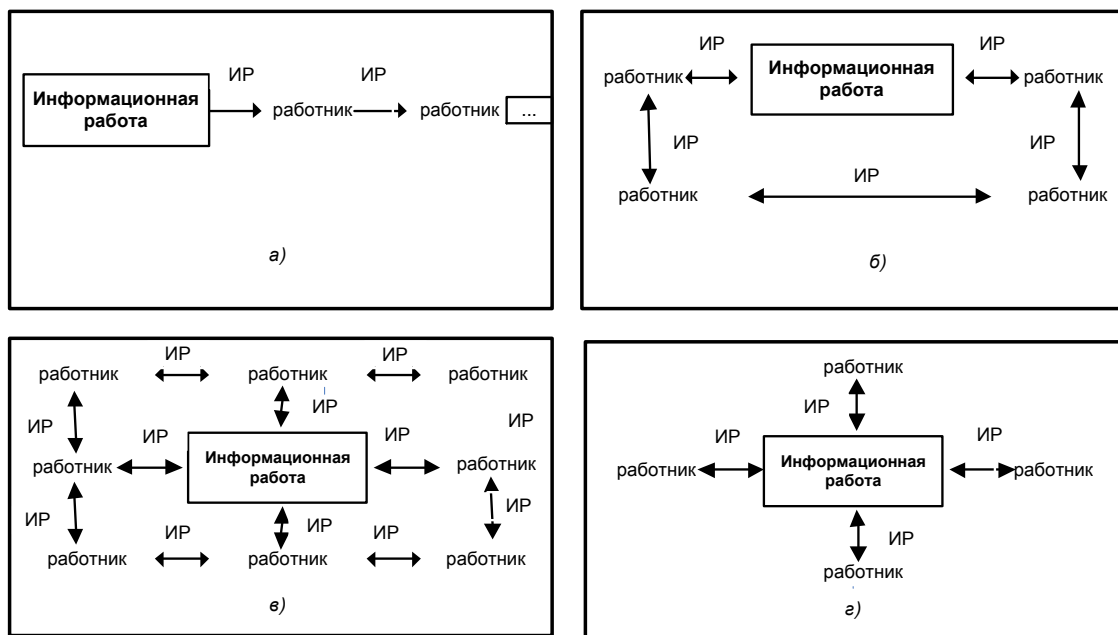 ИР ИР
Информационная
работа
работник работник ...
а)
ИР ИР
работник Информационная
работа работник
ИР ИР
ИР
работник работник
б)
ИР ИР
работник работник работник
ИР ИР ИР
ИР ИР
работник Информационная
работа работник
ИР ИР ИР
ИР ИР
работник работник работник
в)
работник
ИР
ИР ИР
работник Информационная
работа работник
ИР
работник
г)